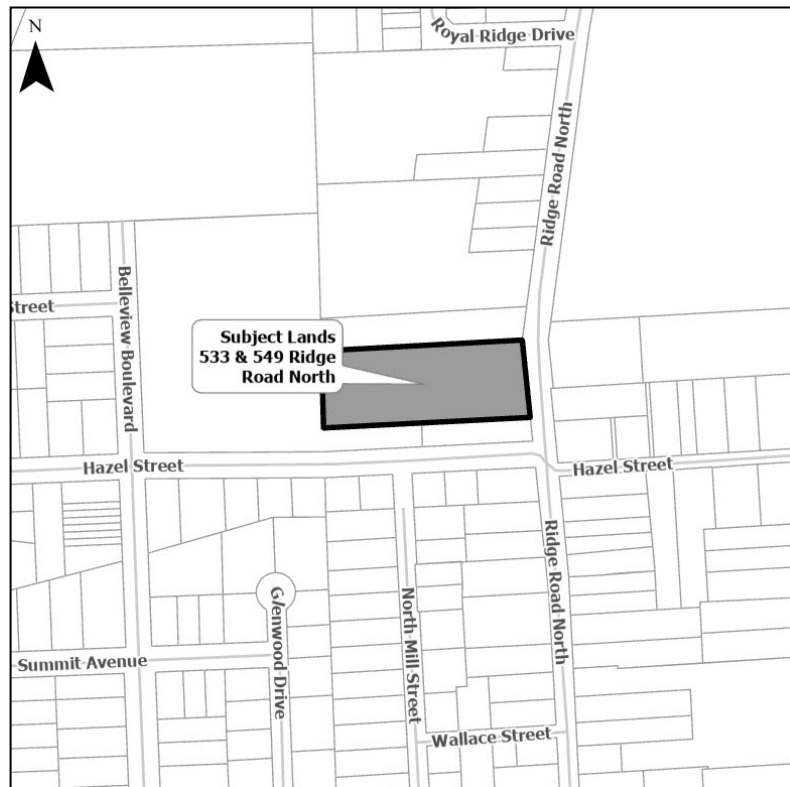 N
Royal Ridge Drive
Ridge Road North
Belleview Boulevard
Street
Subject Lands
533 & 549 Ridge
Road North
Hazel Street
Hazel Street
Ridge Road North
Glenwood Drive
North Mill Street
Summit Avenue
Wallace Street